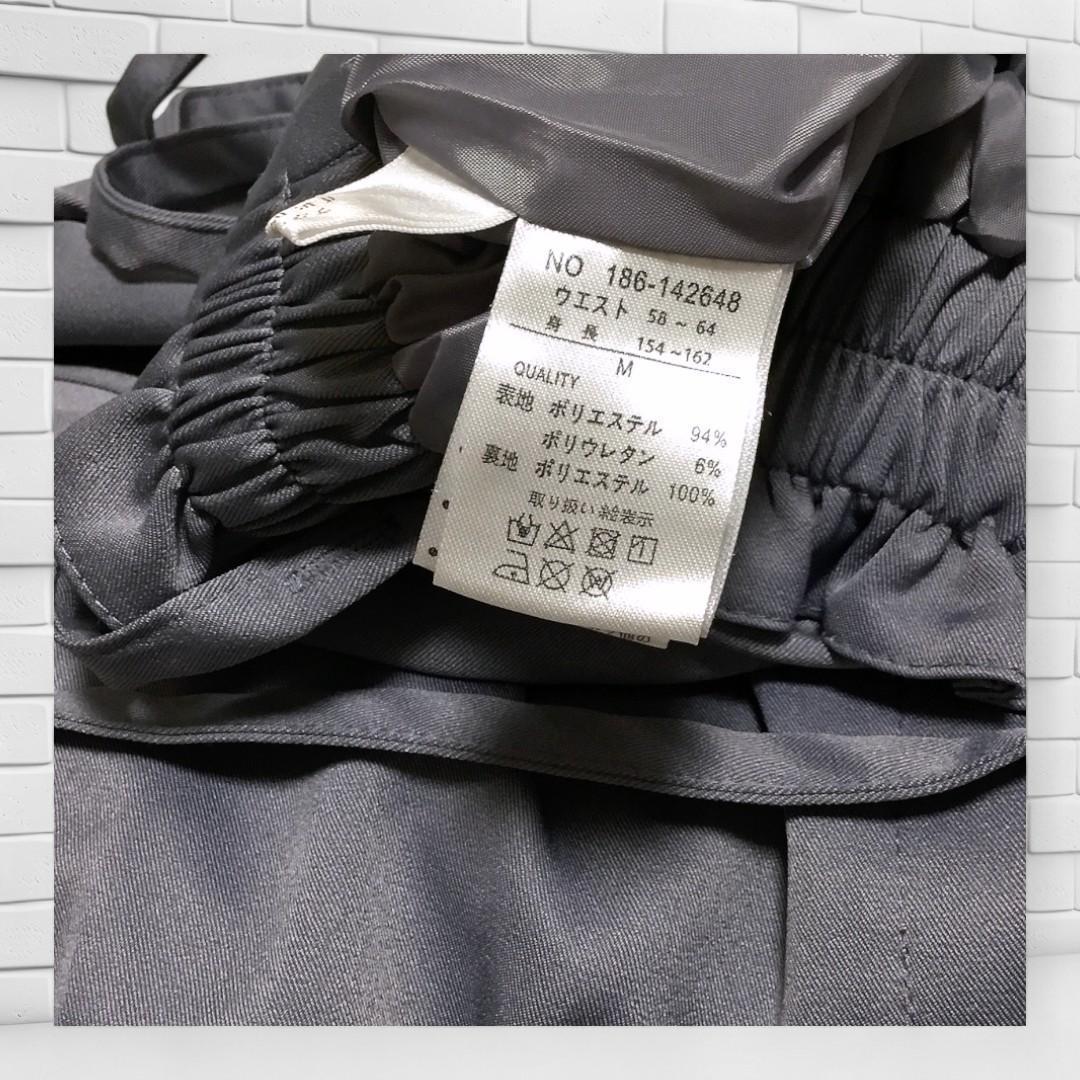 NO 186-142648
ウエスト 58 ~ 64
身 長 154 ~ 162
M
QUALITY
表地 ポリエステル 94%
ポリウレタン 6%
裏地 ポリエステル 100%
取り扱い絵表示